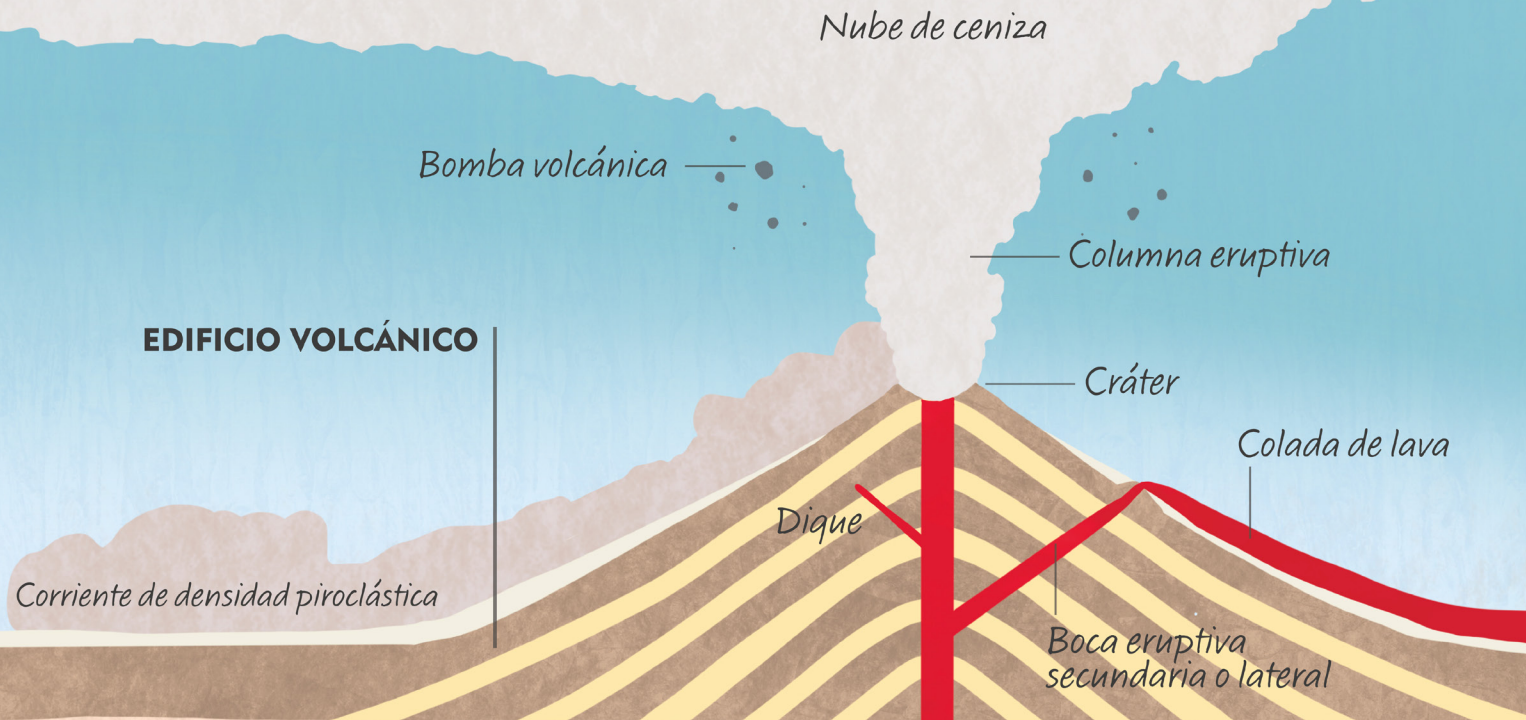 Nube de ceniza
Bomba volcánica
Columna eruptiva
EDIFICIO VOLCÁNICO
Cráter
Colada de lava
Dique
Corriente de densidad piroclástica
Boca eruptiva
secundaria o lateral